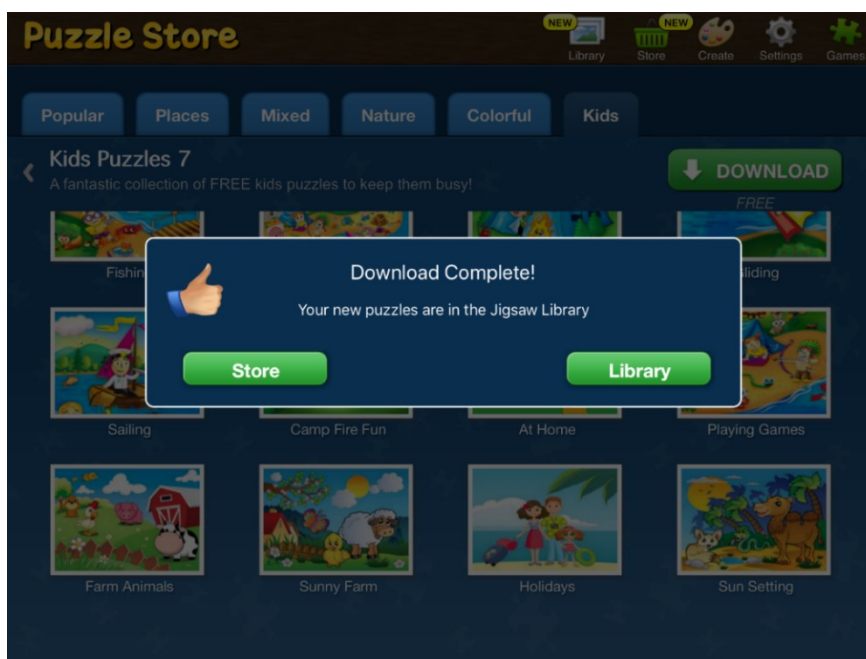 Puzzle Store
NEW
Library
NEW
Store
Create
Settings
Games
Popular
Places
Mixed
Nature
Colorful
Kids
Kids Puzzles 7
A fantastic collection of FREE kids puzzles to keep them busy!
DOWNLOAD
FREE
Download Complete!
Your new puzzles are in the Jigsaw Library
Store
Library
Sailing
Camp Fire Fun
At Home
Playing Games
Farm Animals
Sunny Farm
Holidays
Sun Setting